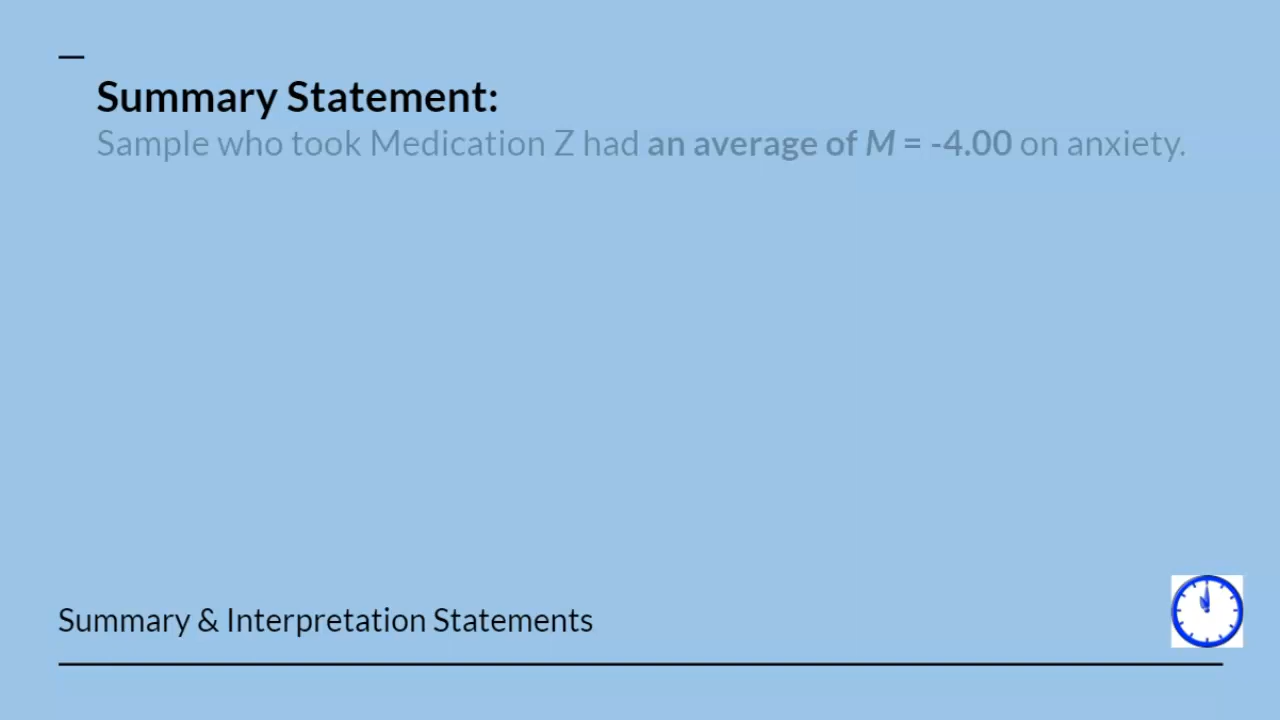 Summary Statement:
Sample who took Medication Z had an average of M = -4.00 on anxiety.
Summary & Interpretation Statements